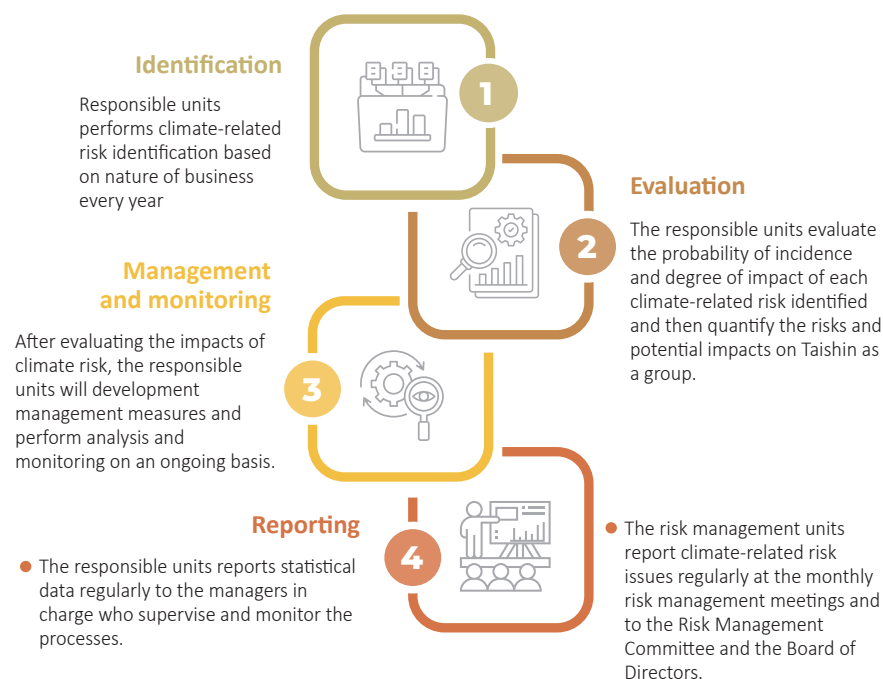 Identification
1
Responsible units
performs climate-related
risk identification based
on nature of business
every year
Evaluation
2
The responsible units evaluate
the probability of incidence
and degree of impact of each
climate-related risk identified
and then quantify the risks and
potential impacts on Taishin as
a group.
Management
and monitoring
3
After evaluating the impacts of
climate risk, the responsible
units will development
management measures and
perform analysis and
monitoring on an ongoing basis.
Reporting
4
The responsible units reports statistical
data regularly to the managers in
charge who supervise and monitor the
processes.
The risk management units
report climate-related risk
issues regularly at the monthly
risk management meetings and
to the Risk Management
Committee and the Board of
Directors.